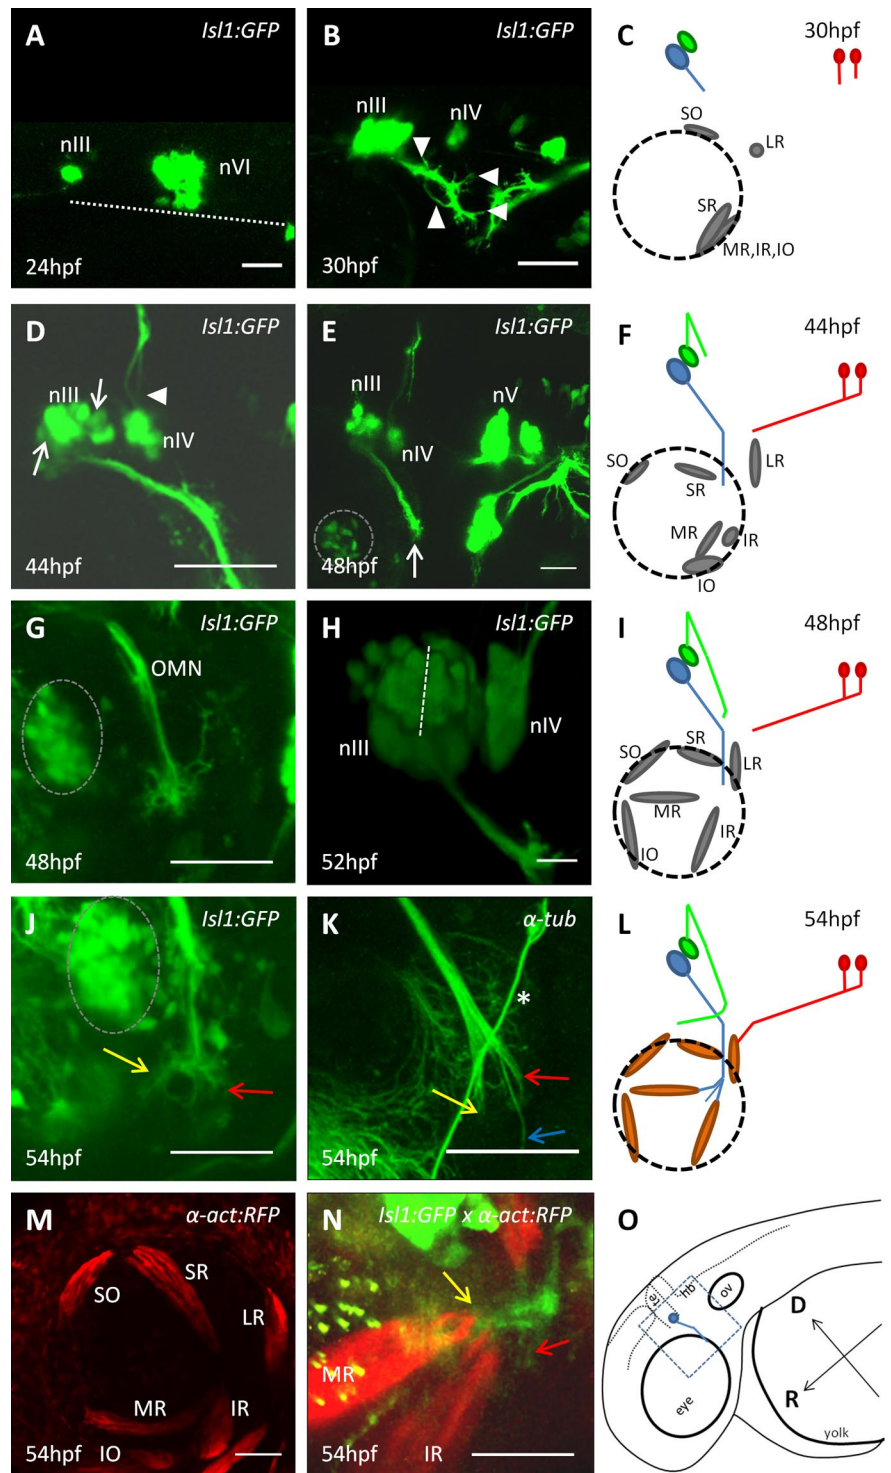 A
Isl1:GFP
nIII
nVI
24hpf
B
Isl1:GFP
nIII
nIV
30hpf
C
30hpf
SO
LR
SR
MR,IR,IO
D
Isl1:GFP
nIII
nIV
44hpf
E
Isl1:GFP
nIII
nV
nIV
48hpf
F
44hpf
SO
SR
LR
MR
IR
IO
G
Isl1:GFP
OMN
48hpf
H
Isl1:GFP
nIII
nIV
52hpf
I
48hpf
SO
SR
LR
MR
IR
IO
J
Isl1:GFP
54hpf
K
α-tub
*
54hpf
L
54hpf
M
α-act:RFP
SO
SR
LR
MR
IR
IO
54hpf
N
Isl1:GFP x α-act:RFP
MR
IR
54hpf
O
te
hb
ov
D
R
eye
yolk